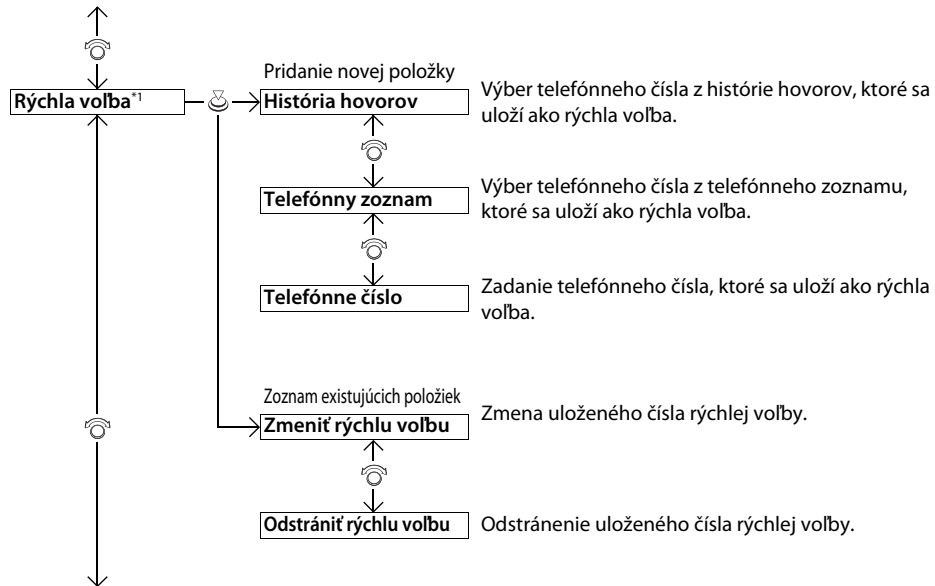 Rýchla voľba*1
Pridanie novej položky
História hovorov
Výber telefónneho čísla z histórie hovorov, ktoré sa
uloží ako rýchla voľba.
Telefónny zoznam
Výber telefónneho čísla z telefónneho zoznamu,
ktoré sa uloží ako rýchla voľba.
Telefónne číslo
Zadanie telefónneho čísla, ktoré sa uloží ako rýchla
voľba.
Zoznam existujúcich položiek
Zmeniť rýchlu voľbu
Zmena uloženého čísla rýchlej voľby.
Odstrániť rýchlu voľbu
Odstránenie uloženého čísla rýchlej voľby.